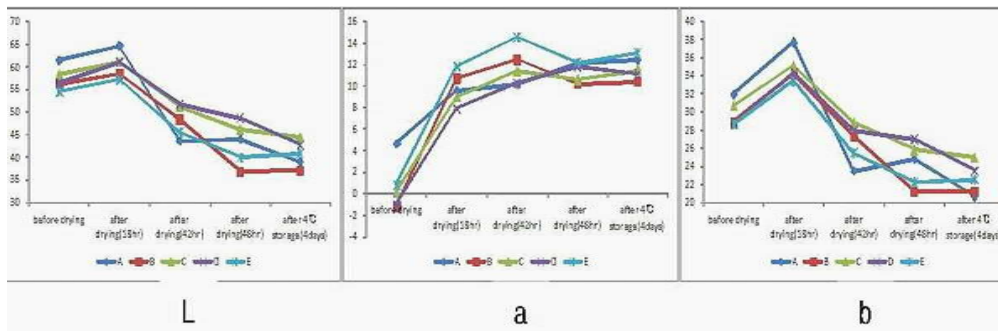 70
65
60
55
50
45
40
35
30
before drying
after drying(18hr)
after drying(42hr)
after drying(48hr)
after 4℃ storage(4days)
A B C D E
L
16
14
12
10
8
6
4
2
0
-2
-4
before drying
after drying(18hr)
after drying(42hr)
after drying(48hr)
after 4℃ storage(4days)
A B C D E
a
40
38
36
34
32
30
28
26
24
22
20
before drying
after drying(18hr)
after drying(42hr)
after drying(48hr)
after 4℃ storage(4days)
A B C D E
b